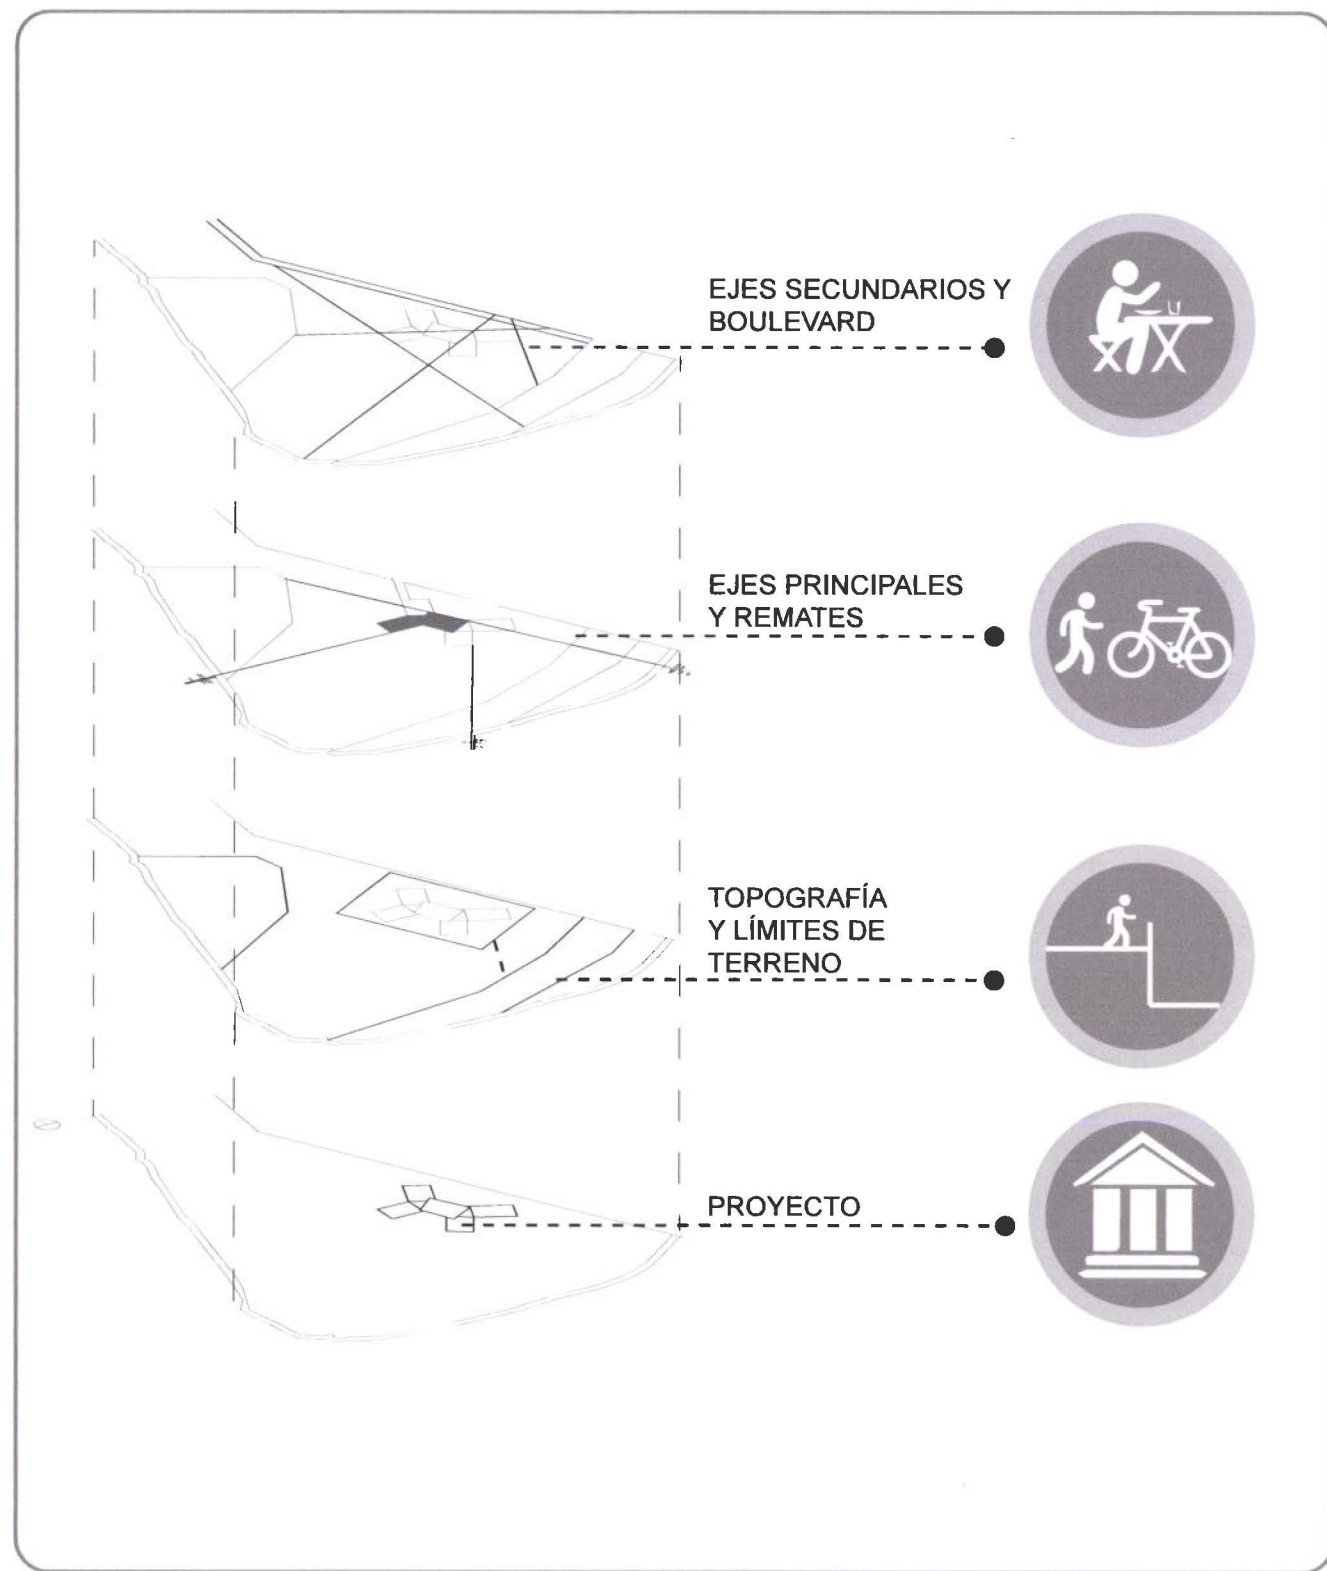 EJES SECUNDARIOS Y
BOULEVARD
EJES PRINCIPALES
Y REMATES
TOPOGRAFÍA
Y LÍMITES DE
TERRENO
PROYECTO